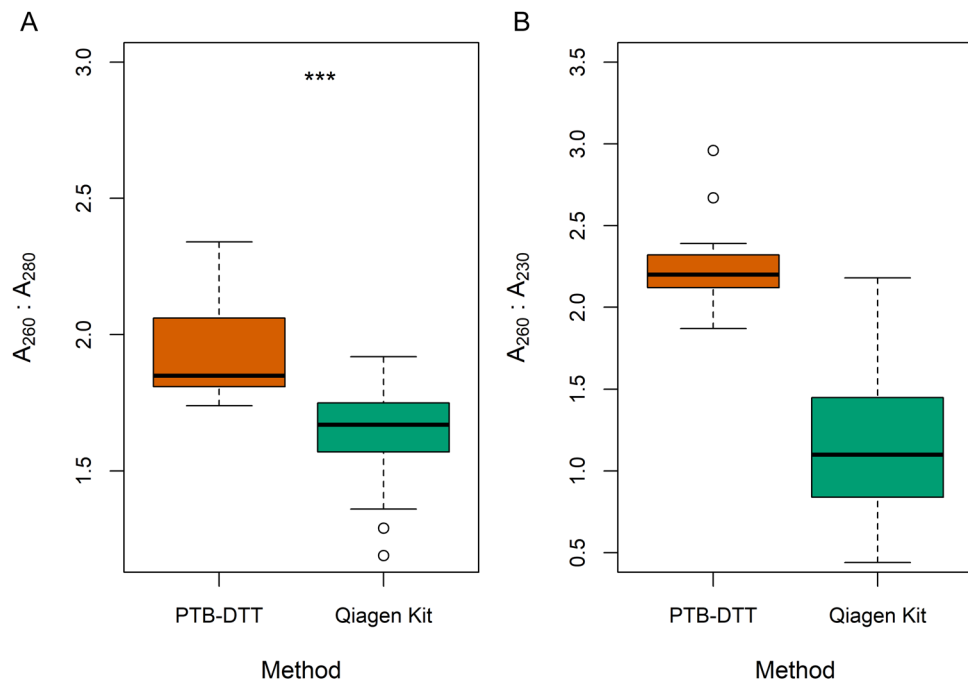 A
3.0
***
2.5
2.0
1.5
A260 : A280
PTB-DTT
Qiagen Kit
Method
B
3.5
3.0
2.5
2.0
1.5
1.0
0.5
A260 : A230
PTB-DTT
Qiagen Kit
Method